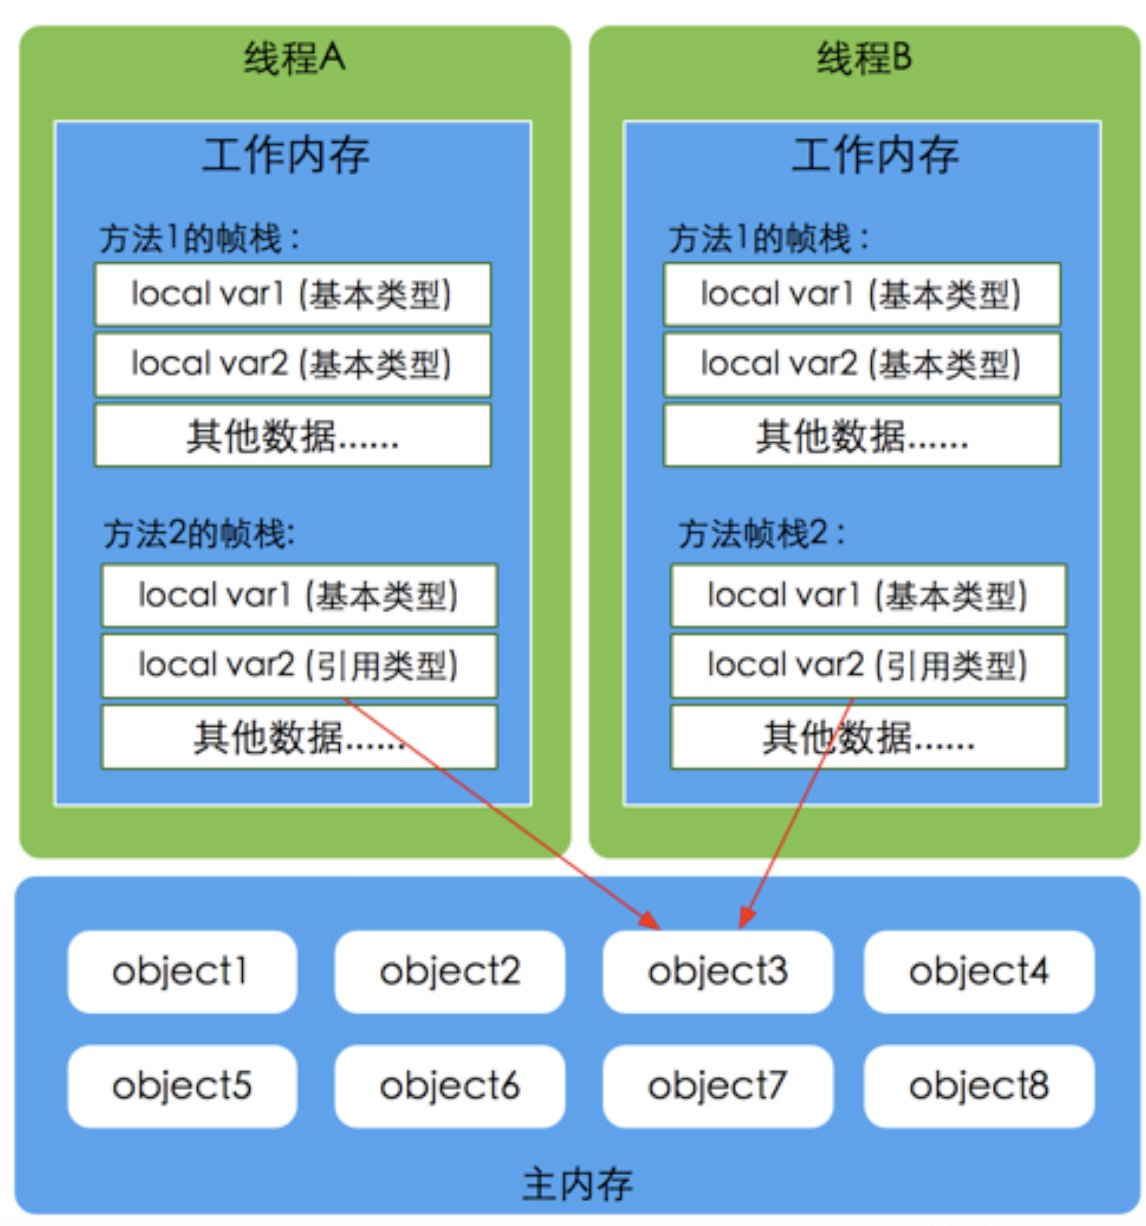 线程A
工作内存
方法1的帧栈：
local var1 (基本类型)
local var2 (基本类型)
其他数据......
方法2的帧栈:
local var1 (基本类型)
local var2 (引用类型)
其他数据......
线程B
工作内存
方法1的帧栈：
local var1 (基本类型)
local var2 (基本类型)
其他数据......
方法帧栈2：
local var1 (基本类型)
local var2 (引用类型)
其他数据......
object1
object2
object3
object4
object5
object6
object7
object8
主内存